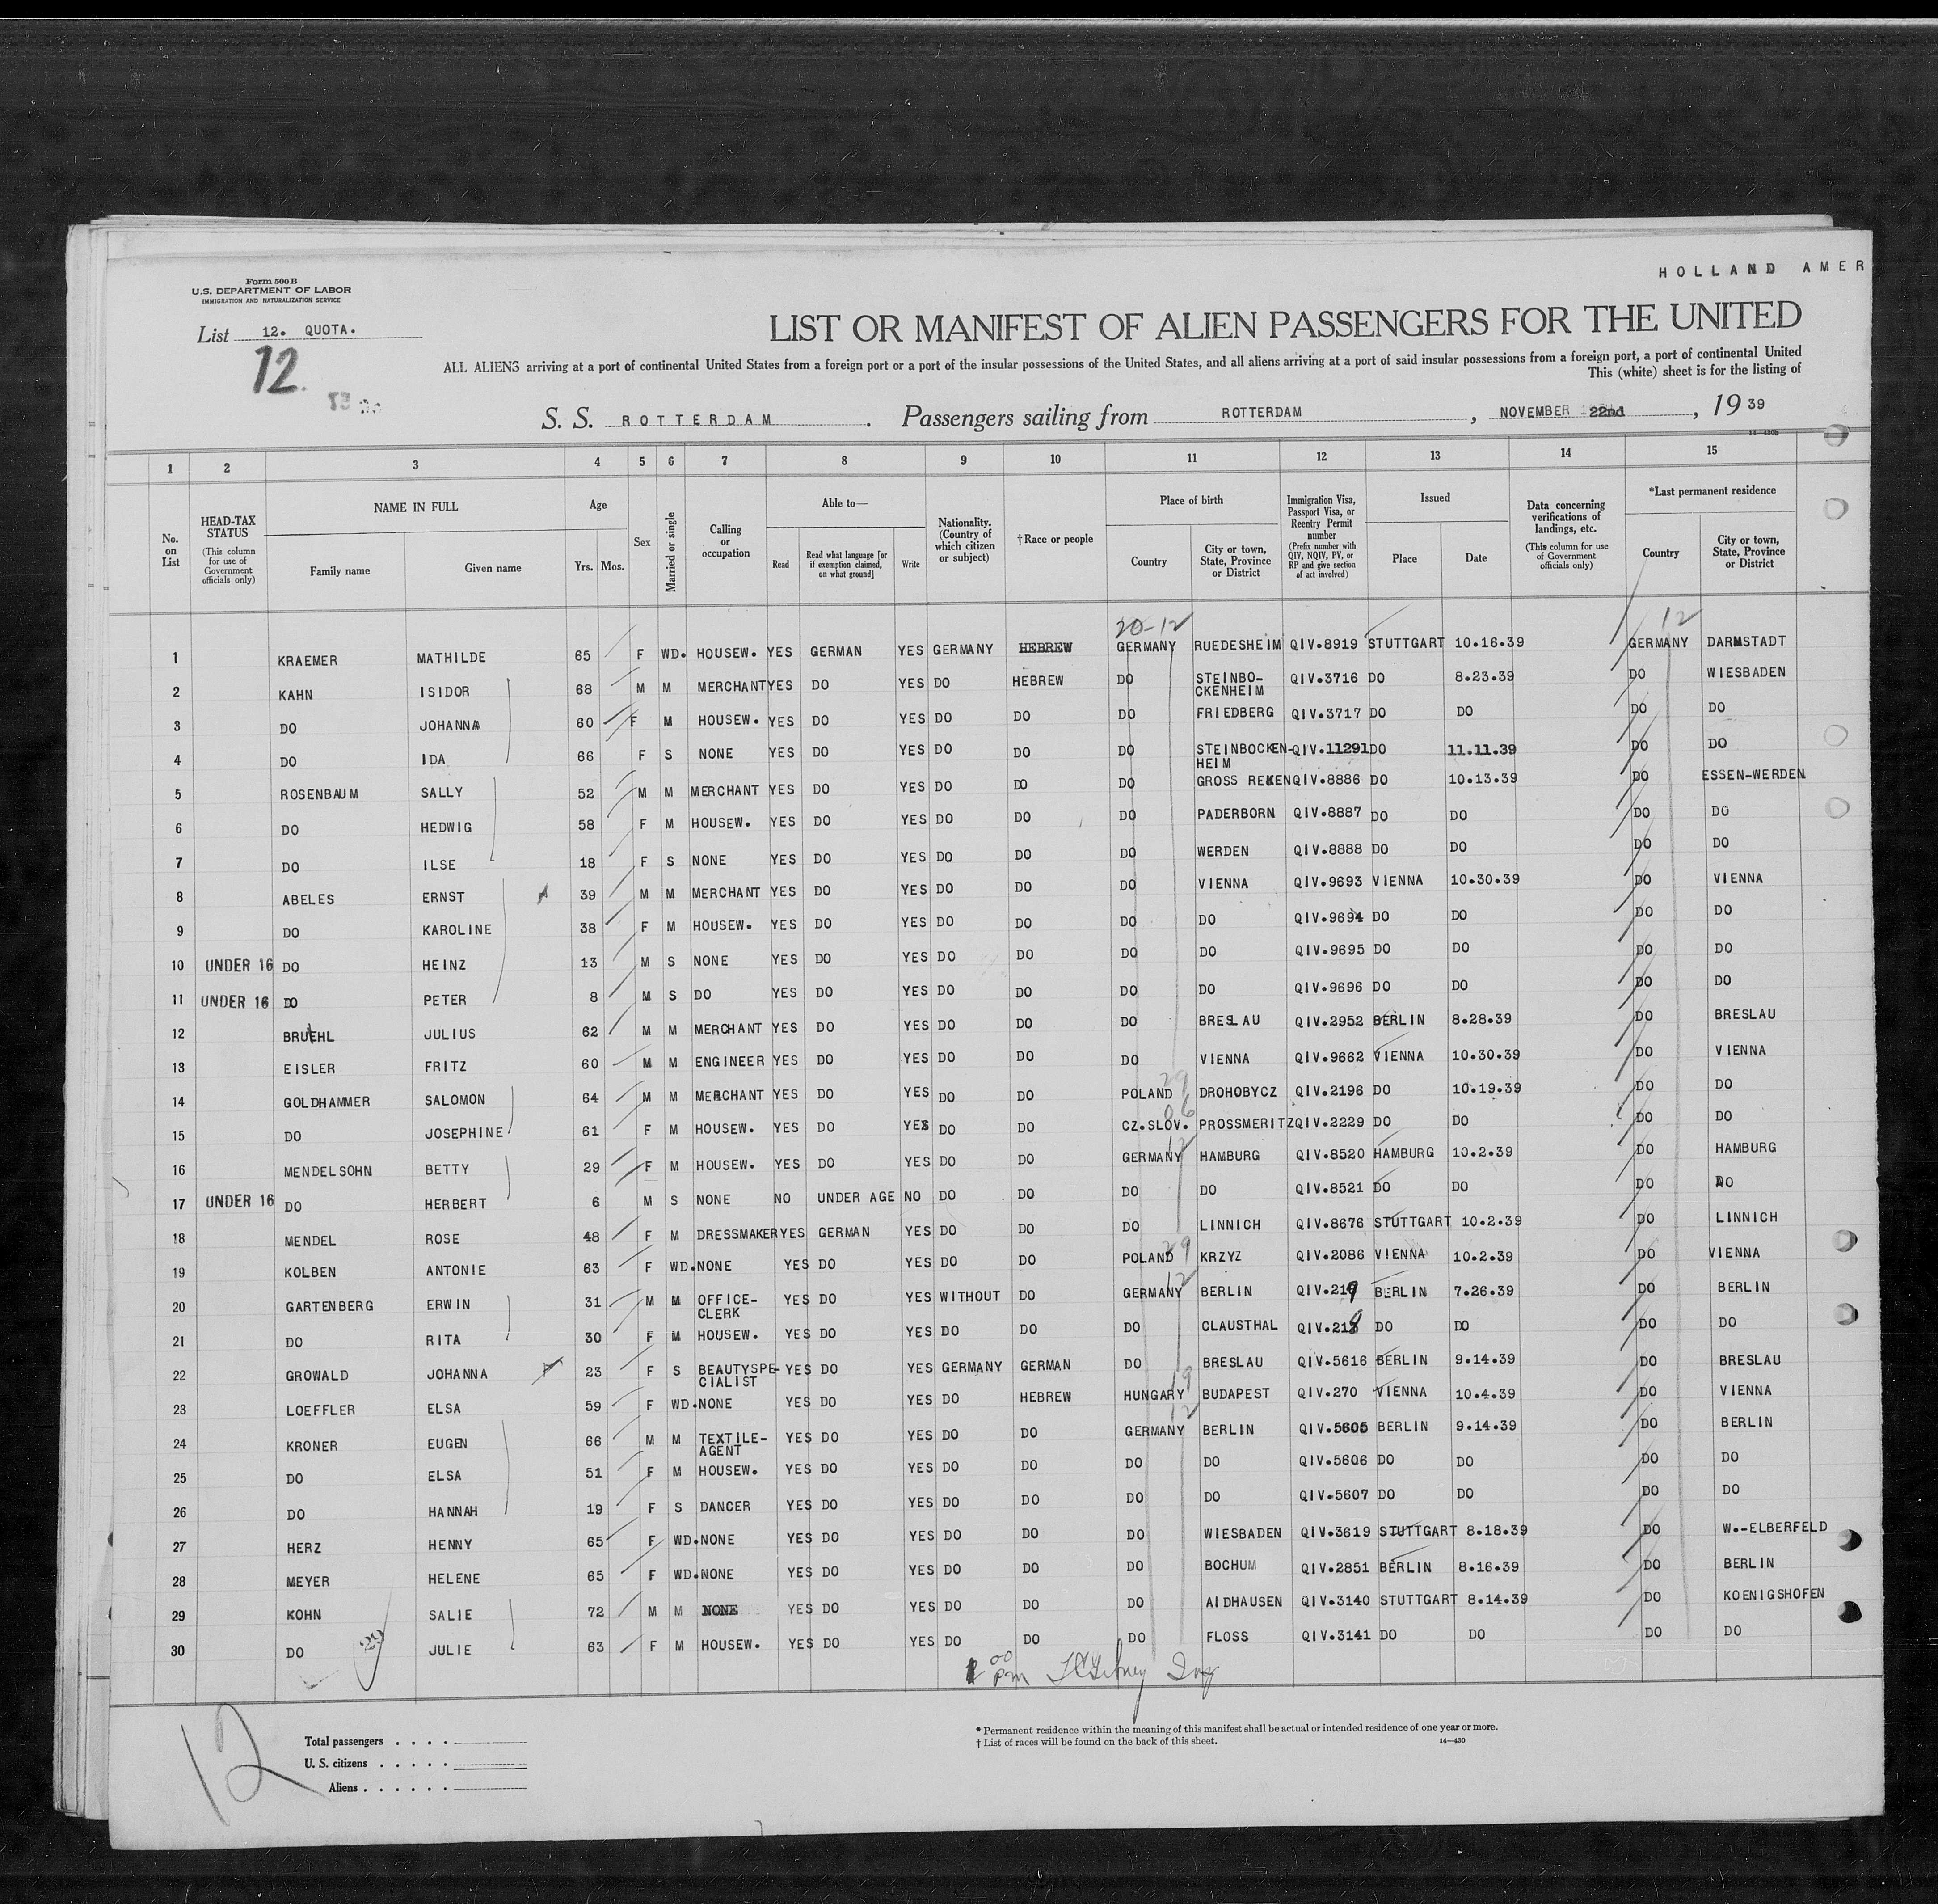 HOLLAND AMER
Form 500 B
U.S. DEPARTMENT OF LABOR
IMMIGRATION AND NATURALIZATION SERVICE
List 12. QUOTA.
12.
LIST OR MANIFEST OF ALIEN PASSENGERS FOR THE UNITED
ALL ALIENS arriving at a port of continental United States from a foreign port or a port of the insular possessions of the United States, and all aliens arriving at a port of said insular possessions from a foreign port, a port of continental United
This (white) sheet is for the listing of
S. S. ROTTERDAM . Passengers sailing from ROTTERDAM , NOVEMBER 22nd , 19 39
1 2 3 4 5 6 7 8 9 10 11 12 13 14 15
No. on List
HEAD-TAX STATUS (This column for use of Government officials only)
NAME IN FULL Family name Given name
Age Yrs. Mos.
Sex
Married or single
Calling or occupation
Able to— Read Read what language [or if exemption claimed, on what ground] Write
Nationality. (Country of which citizen or subject)
†Race or people
Place of birth Country City or town, State, Province or District
Immigration Visa, Passport Visa, or Reentry Permit number (Prefix number with QIV, NQIV, PV, or RP and give section of act involved)
Issued Place Date
Data concerning verifications of landings, etc. (This column for use of Government officials only)
*Last permanent residence Country City or town, State, Province or District
20-12 12
1 KRAEMER MATHILDE 65 F WD. HOUSEW. YES GERMAN YES GERMANY HEBREW GERMANY RUEDESHEIM QIV.8919 STUTTGART 10.16.39 GERMANY DARMSTADT
2 KAHN ISIDOR 68 M M MERCHANT YES DO YES DO HEBREW DO STEINBO-CKENHEIM QIV.3716 DO 8.23.39 DO WIESBADEN
3 DO JOHANNA 60 F M HOUSEW. YES DO YES DO DO DO FRIEDBERG QIV.3717 DO DO DO DO
4 DO IDA 66 F S NONE YES DO YES DO DO DO STEINBOCKEN-HEIM QIV.11291 DO 11.11.39 DO DO
5 ROSENBAUM SALLY 52 M M MERCHANT YES DO YES DO DO DO GROSS REKEN QIV.8886 DO 10.13.39 DO ESSEN-WERDEN
6 DO HEDWIG 58 F M HOUSEW. YES DO YES DO DO DO PADERBORN QIV.8887 DO DO DO DO
7 DO ILSE 18 F S NONE YES DO YES DO DO DO WERDEN QIV.8888 DO DO DO DO
8 ABELES ERNST 39 M M MERCHANT YES DO YES DO DO DO VIENNA QIV.9693 VIENNA 10.30.39 DO VIENNA
9 DO KAROLINE 38 F M HOUSEW. YES DO YES DO DO DO DO QIV.9694 DO DO DO DO
10 UNDER 16 DO HEINZ 13 M S NONE YES DO YES DO DO DO DO QIV.9695 DO DO DO DO
11 UNDER 16 DO PETER 8 M S DO YES DO YES DO DO DO DO QIV.9696 DO DO DO DO
12 BRUEHL JULIUS 62 M M MERCHANT YES DO YES DO DO DO BRESLAU QIV.2952 BERLIN 8.28.39 DO BRESLAU
13 EISLER FRITZ 60 M M ENGINEER YES DO YES DO DO DO VIENNA QIV.9662 VIENNA 10.30.39 DO VIENNA
14 GOLDHAMMER SALOMON 64 M M MERCHANT YES DO YES DO DO POLAND 29 DROHOBYCZ QIV.2196 DO 10.19.39 DO DO
15 DO JOSEPHINE 61 F M HOUSEW. YES DO YES DO DO CZ.SLOV. 06 PROSSMERITZ QIV.2229 DO DO DO DO
16 MENDELSOHN BETTY 29 F M HOUSEW. YES DO YES DO DO GERMANY 12 HAMBURG QIV.8520 HAMBURG 10.2.39 DO HAMBURG
17 UNDER 16 DO HERBERT 6 M S NONE NO UNDER AGE NO DO DO DO DO QIV.8521 DO DO DO DO
18 MENDEL ROSE 48 F M DRESSMAKER YES GERMAN YES DO DO DO LINNICH QIV.8676 STUTTGART 10.2.39 DO LINNICH
19 KOLBEN ANTONIE 63 F WD. NONE YES DO YES DO DO POLAND 29 KRZYZ QIV.2086 VIENNA 10.2.39 DO VIENNA
20 GARTENBERG ERWIN 31 M M OFFICE-CLERK YES DO YES WITHOUT DO GERMANY 12 BERLIN QIV.219 BERLIN 7.26.39 DO BERLIN
21 DO RITA 30 F M HOUSEW. YES DO YES DO DO DO CLAUSTHAL QIV.218 DO DO DO DO
22 GROWALD JOHANNA 23 F S BEAUTYSPE-CIALIST YES DO YES GERMANY GERMAN DO BRESLAU QIV.5616 BERLIN 9.14.39 DO BRESLAU
23 LOEFFLER ELSA 59 F WD. NONE YES DO YES DO HEBREW HUNGARY 19 BUDAPEST QIV.270 VIENNA 10.4.39 DO VIENNA
24 KRONER EUGEN 66 M M TEXTILE-AGENT YES DO YES DO DO GERMANY 12 BERLIN QIV.5605 BERLIN 9.14.39 DO BERLIN
25 DO ELSA 51 F M HOUSEW. YES DO YES DO DO DO DO QIV.5606 DO DO DO DO
26 DO HANNAH 19 F S DANCER YES DO YES DO DO DO DO QIV.5607 DO DO DO DO
27 HERZ HENNY 65 F WD. NONE YES DO YES DO DO DO WIESBADEN QIV.3619 STUTTGART 8.18.39 DO W.-ELBERFELD
28 MEYER HELENE 65 F WD. NONE YES DO YES DO DO DO BOCHUM QIV.2851 BERLIN 8.16.39 DO BERLIN
29 KOHN SALIE 72 M M NONE YES DO YES DO DO DO AIDHAUSEN QIV.3140 STUTTGART 8.14.39 DO KOENIGSHOFEN
30 DO JULIE 63 F M HOUSEW. YES DO YES DO DO DO FLOSS QIV.3141 DO DO DO DO
29
00 pm
12
Total passengers . . . .
U. S. citizens . . . . .
Aliens . . . . . .
* Permanent residence within the meaning of this manifest shall be actual or intended residence of one year or more.
† List of races will be found on the back of this sheet.
14—430